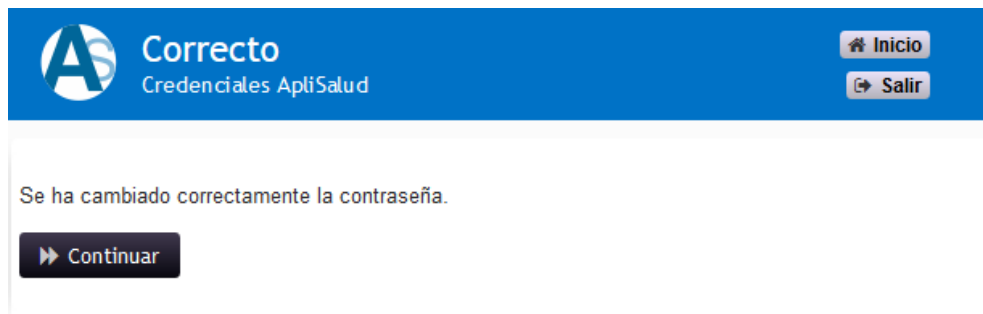 AS
Correcto
Credenciales ApliSalud
Inicio
Salir
Se ha cambiado correctamente la contraseña.
Continuar